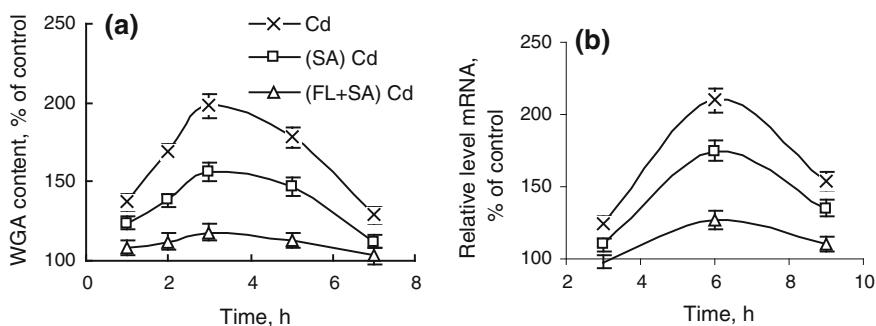 (a)
Cd
(SA) Cd
(FL+SA) Cd
WGA content, % of control
250
200
150
100
0
2
4
6
8
Time, h
(b)
Relative level mRNA,
% of control
250
200
150
100
2
4
6
8
10
Time, h